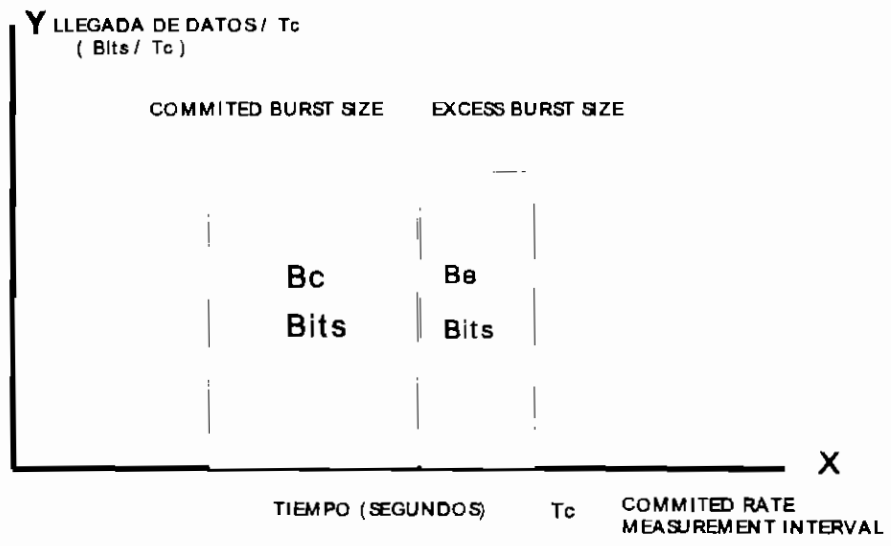 Y LLEGADA DE DATOS / Tc
( Bits / Tc )
COMMITED BURST SIZE EXCESS BURST SIZE
Bc Be
Bits Bits
X
TIEMPO (SEGUNDOS) Tc COMMITED RATE
MEASUREMENT INTERVAL